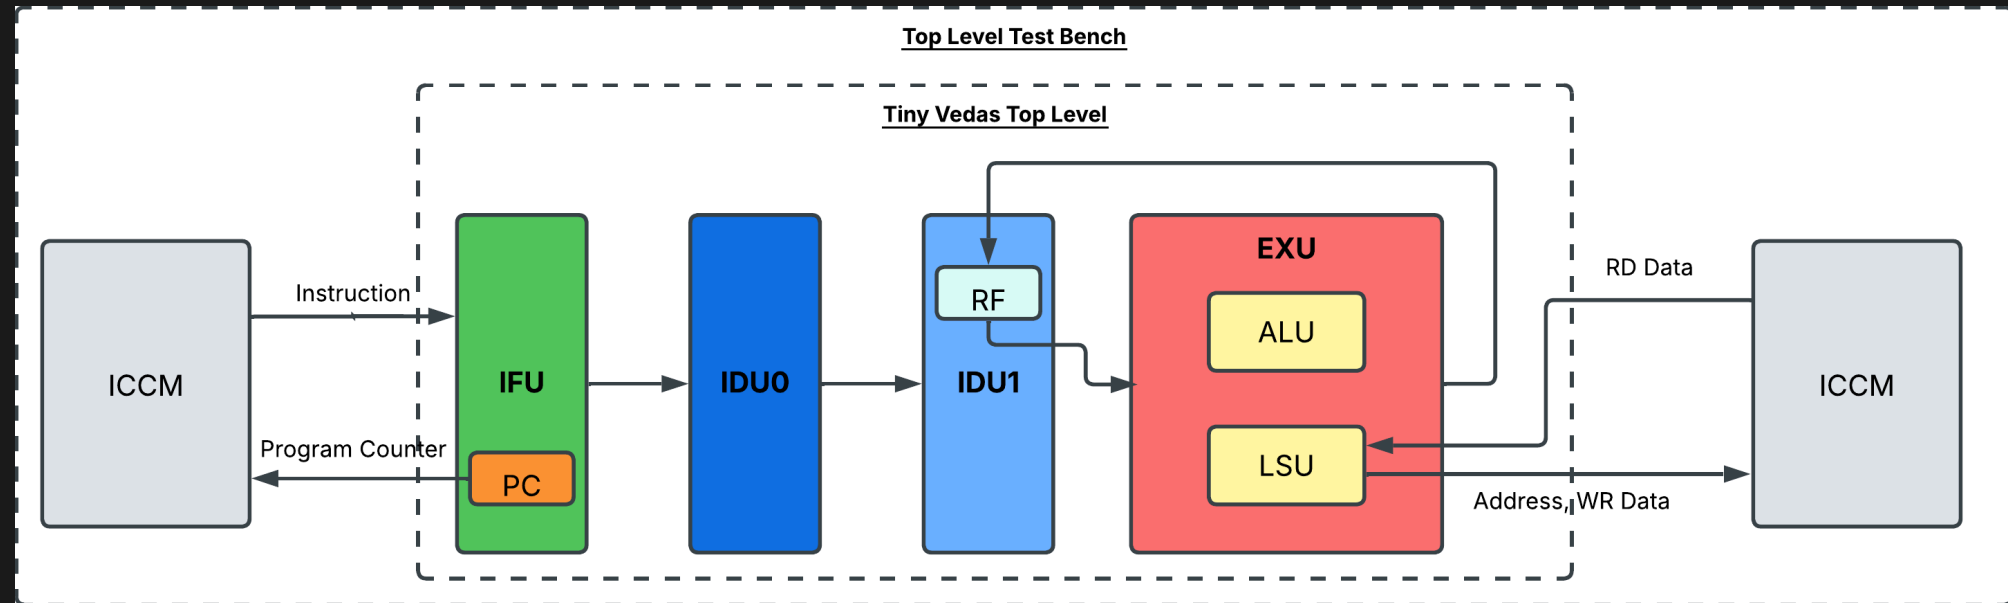 Top Level Test Bench
Tiny Vedas Top Level
ICCM
Instruction
Program Counter
IFU
PC
IDU0
RF
IDU1
EXU
ALU
LSU
RD Data
Address, WR Data
ICCM